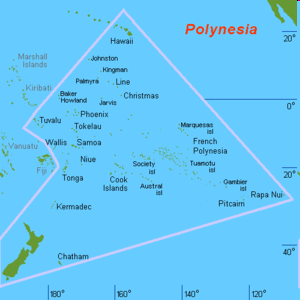 Polynesia
Hawaii
20°
Marshall
Islands
Johnston
Kingman
Palmyra
Line
Kiribati
Baker
Howland
Jarvis
Christmas
0°
Phoenix
Tuvalu
Tokelau
Marquesas
isl
Vanuatu
Wallis
Samoa
French
Polynesia
Fiji
Niue
Society
isl
Tuamotu
isl
Tonga
Cook
Islands
Austral
isl
Gambier
isl
Rapa Nui
20°
Pitcairn
Kermadec
40°
Chatham
180°
160°
140°
120°